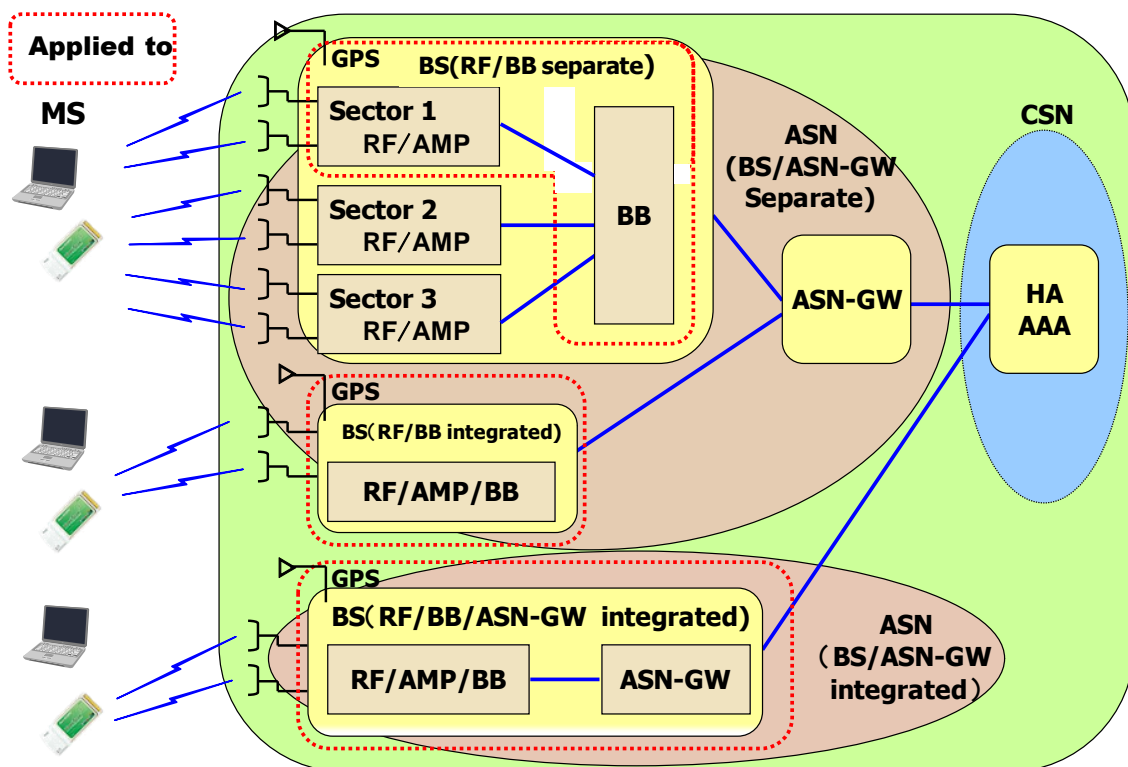 Applied to
MS
GPS
BS(RF/BB separate)
Sector 1
RF/AMP
Sector 2
RF/AMP
Sector 3
RF/AMP
BB
ASN
(BS/ASN-GW
Separate)
ASN-GW
CSN
HA
AAA
GPS
BS(RF/BB integrated)
RF/AMP/BB
GPS
BS(RF/BB/ASN-GW integrated)
RF/AMP/BB
ASN-GW
ASN
(BS/ASN-GW
integrated)